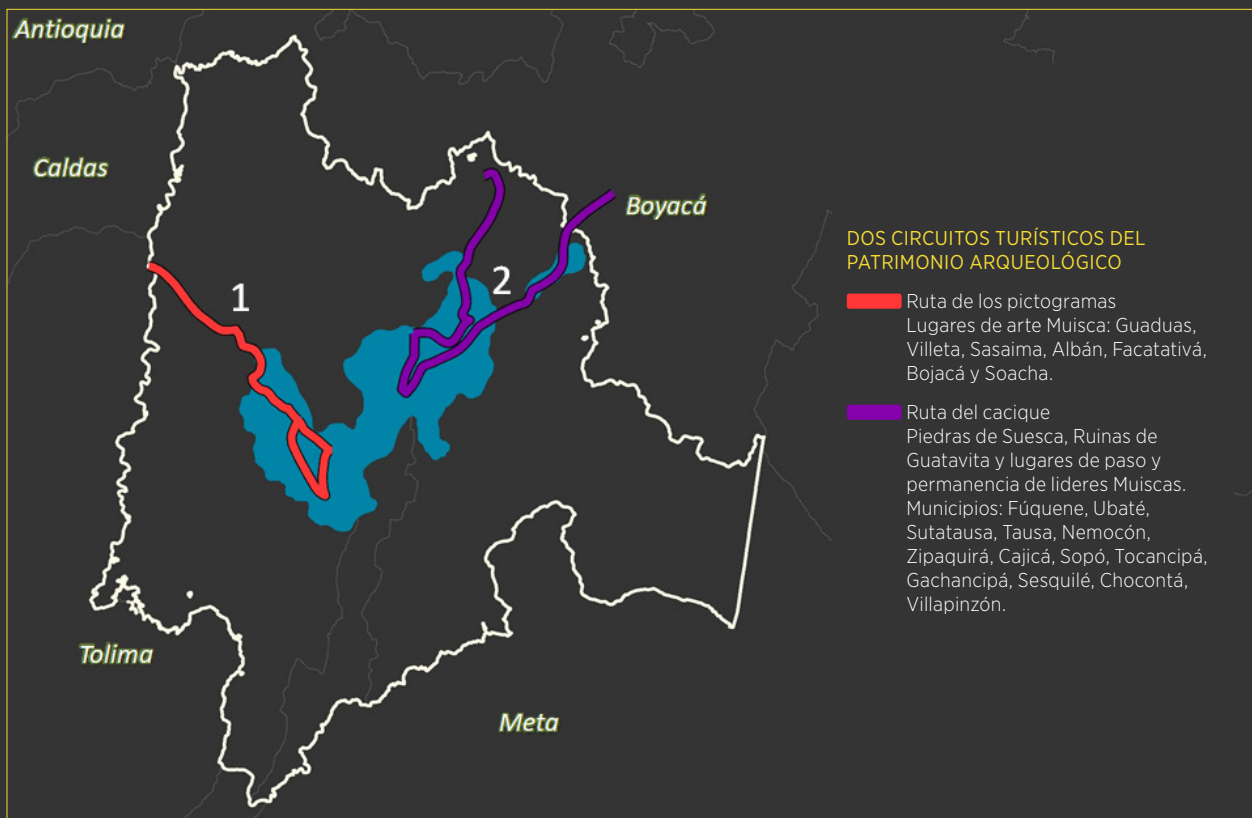 Antioquia
Caldas
Boyacá
1
2
Tolima
Meta
DOS CIRCUITOS TURÍSTICOS DEL
PATRIMONIO ARQUEOLÓGICO
Ruta de los pictogramas
Lugares de arte Muisca: Guaduas,
Villeta, Sasaima, Albán, Facatativá,
Bojacá y Soacha.
Ruta del cacique
Piedras de Suesca, Ruinas de
Guatavita y lugares de paso y
permanencia de lideres Muiscas.
Municipios: Fúquene, Ubaté,
Sutatausa, Tausa, Nemocón,
Zipaquirá, Cajicá, Sopó, Tocancipá,
Gachancipá, Sesquilé, Chocontá,
Villapinzón.